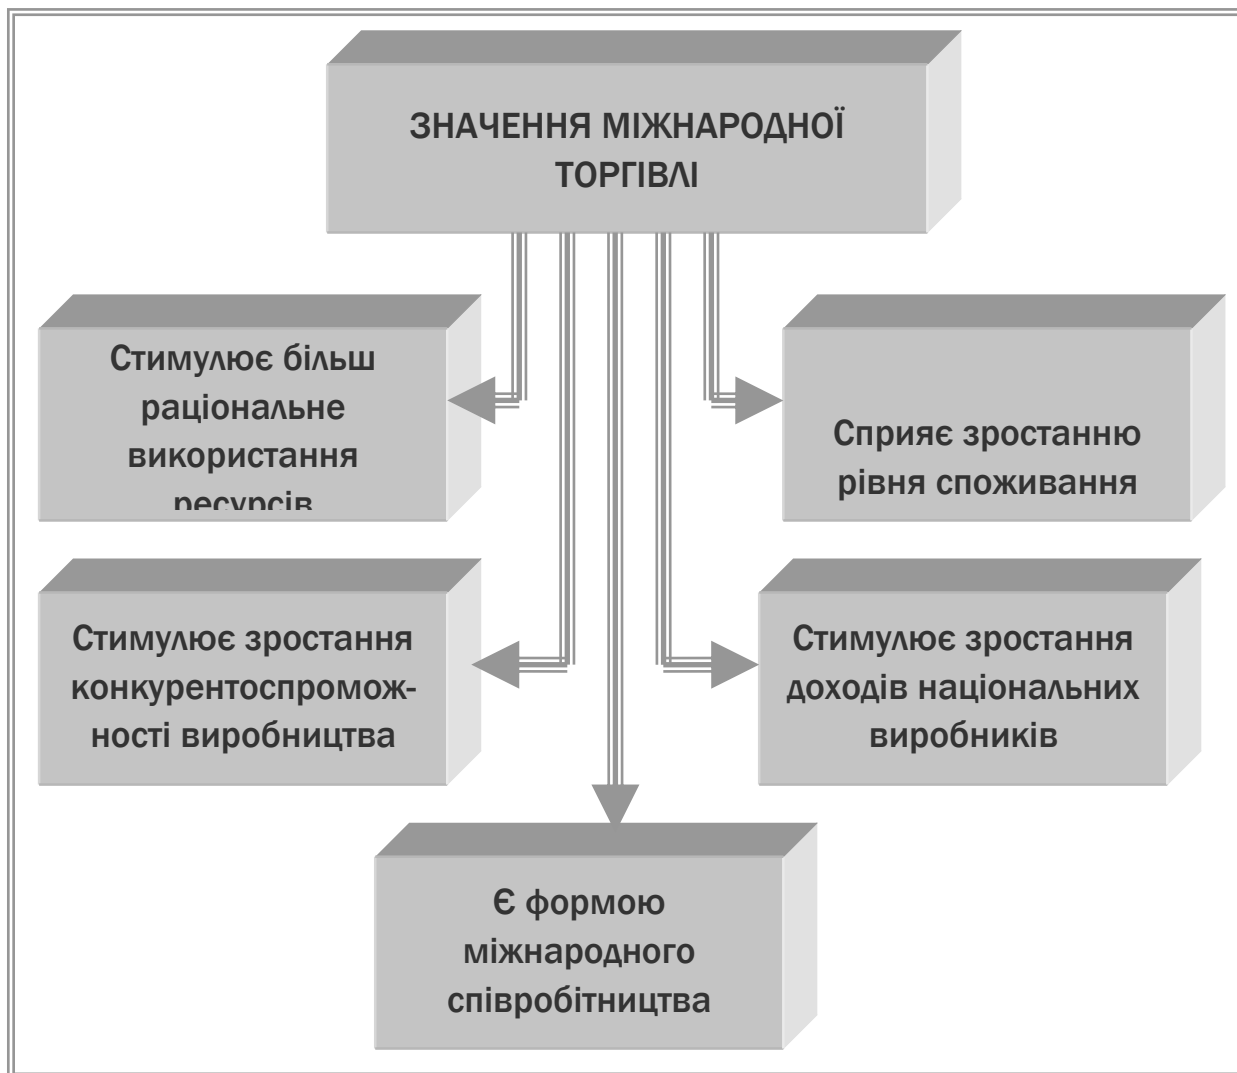 ЗНАЧЕННЯ МІЖНАРОДНОЇ
ТОРГІВЛІ
Стимулює більш
раціональне
використання
ресурсів
Сприяє зростанню
рівня споживання
Стимулює зростання
конкурентоспромож-
ності виробництва
Стимулює зростання
доходів національних
виробників
Є формою
міжнародного
співробітництва